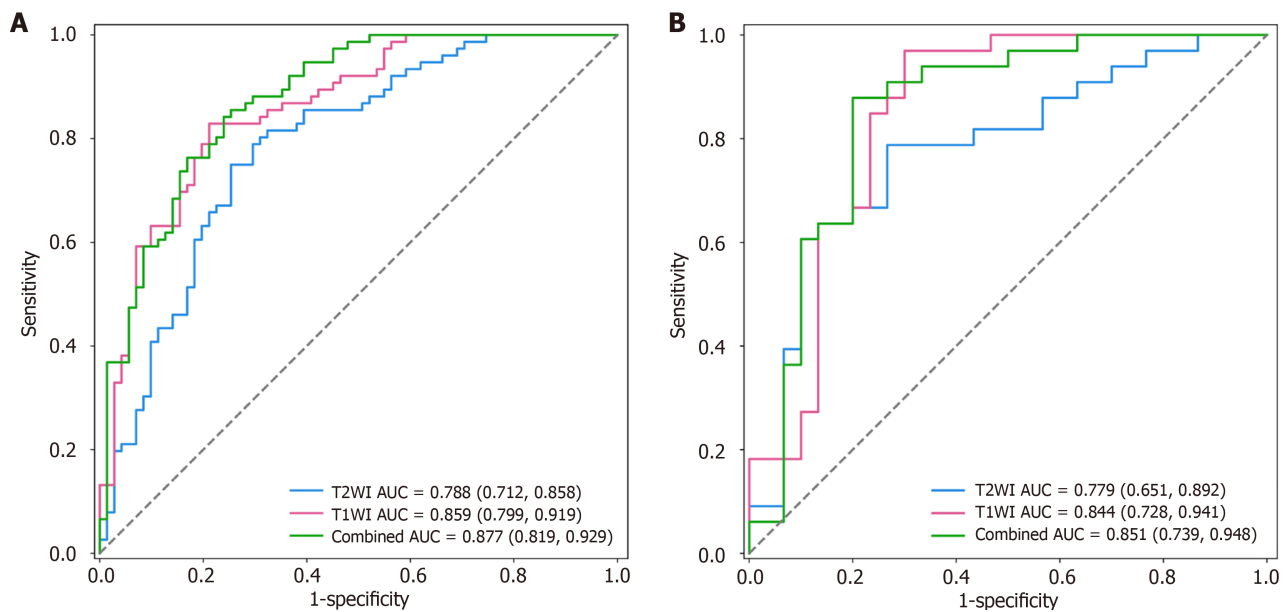 A
Sensitivity
1.0
0.8
0.6
0.4
0.2
0.0
T2WI AUC = 0.788 (0.712, 0.858)
T1WI AUC = 0.859 (0.799, 0.919)
Combined AUC = 0.877 (0.819, 0.929)
0.0 0.2 0.4 0.6 0.8 1.0
1-specificity
B
Sensitivity
1.0
0.8
0.6
0.4
0.2
0.0
T2WI AUC = 0.779 (0.651, 0.892)
T1WI AUC = 0.844 (0.728, 0.941)
Combined AUC = 0.851 (0.739, 0.948)
0.0 0.2 0.4 0.6 0.8 1.0
1-specificity